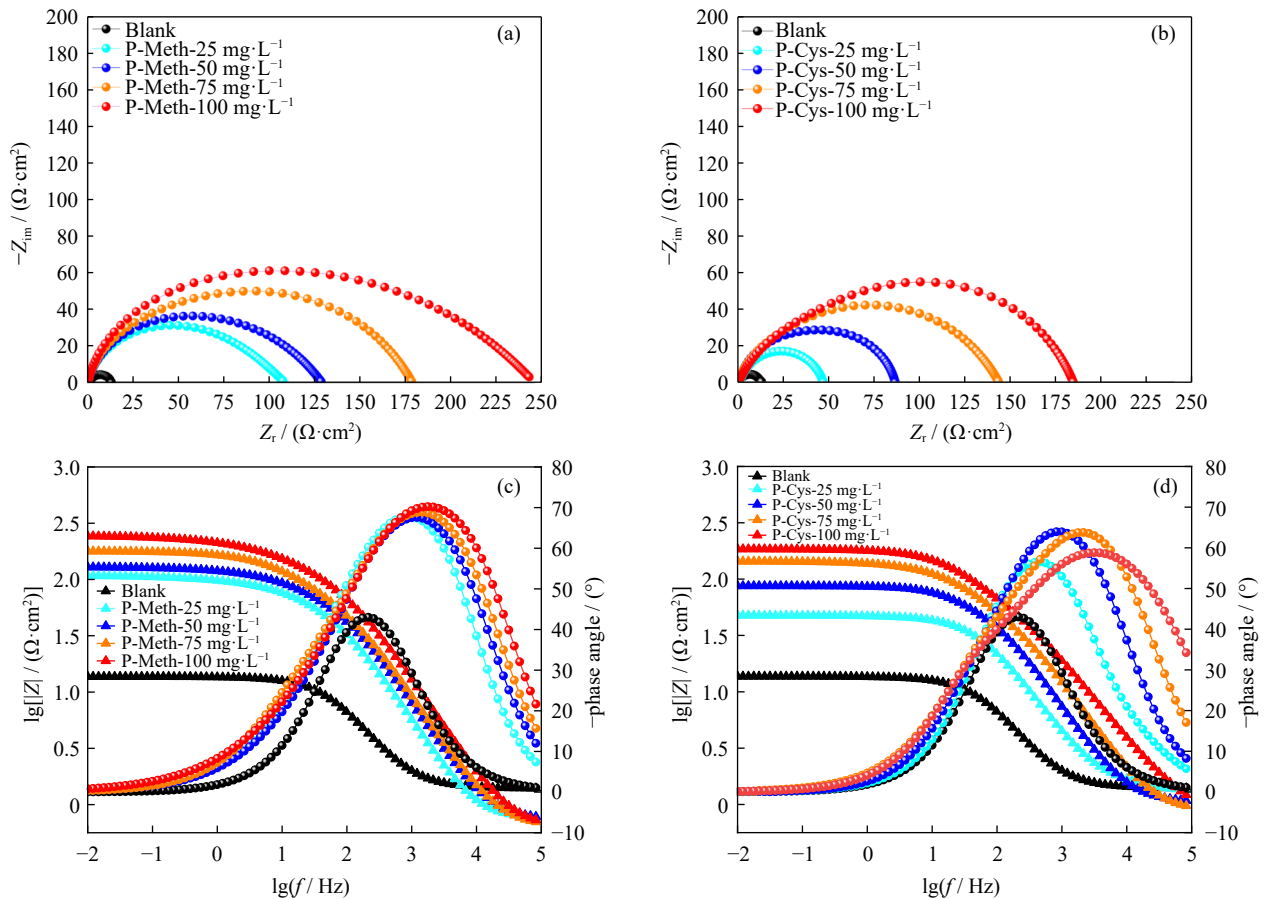 (a)
Blank
P-Meth-25 mg·L⁻¹
P-Meth-50 mg·L⁻¹
P-Meth-75 mg·L⁻¹
P-Meth-100 mg·L⁻¹
200
180
160
140
120
100
80
60
40
20
0
−Z_im / (Ω·cm²)
0 25 50 75 100 125 150 175 200 225 250
Z_r / (Ω·cm²)
(b)
Blank
P-Cys-25 mg·L⁻¹
P-Cys-50 mg·L⁻¹
P-Cys-75 mg·L⁻¹
P-Cys-100 mg·L⁻¹
200
180
160
140
120
100
80
60
40
20
0
−Z_im / (Ω·cm²)
0 25 50 75 100 125 150 175 200 225 250
Z_r / (Ω·cm²)
(c)
3.0
2.5
2.0
1.5
1.0
0.5
0
lg[|Z| / (Ω·cm²)]
Blank
P-Meth-25 mg·L⁻¹
P-Meth-50 mg·L⁻¹
P-Meth-75 mg·L⁻¹
P-Meth-100 mg·L⁻¹
80
70
60
50
40
30
20
10
0
−10
−phase angle / (°)
−2 −1 0 1 2 3 4 5
lg(f / Hz)
(d)
3.0
2.5
2.0
1.5
1.0
0.5
0
lg[|Z| / (Ω·cm²)]
Blank
P-Cys-25 mg·L⁻¹
P-Cys-50 mg·L⁻¹
P-Cys-75 mg·L⁻¹
P-Cys-100 mg·L⁻¹
80
70
60
50
40
30
20
10
0
−10
−phase angle / (°)
−2 −1 0 1 2 3 4 5
lg(f / Hz)